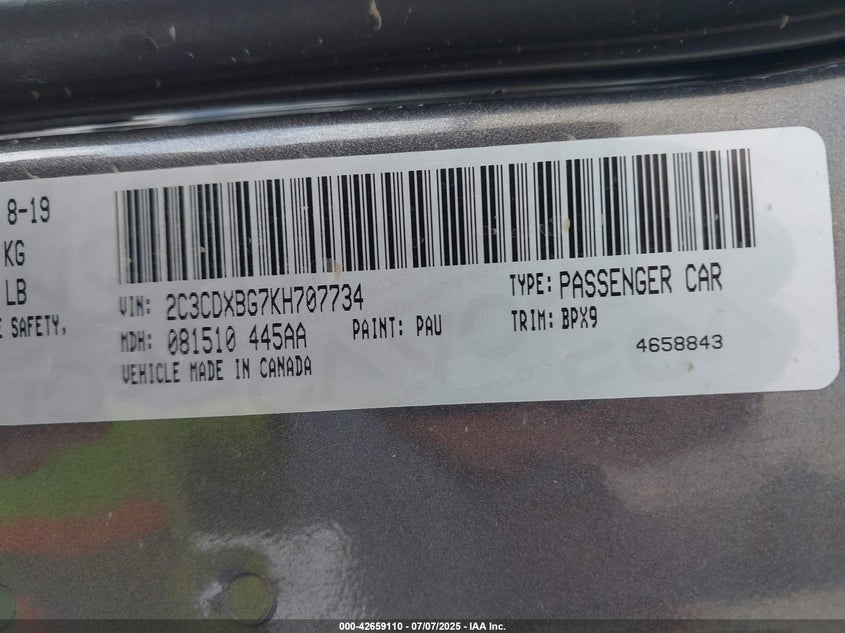 8-19
KG
LB
E SAFETY,
VIN: 2C3CDXBG7KH707734
TYPE: PASSENGER CAR
MDH: 081510 445AA
PAINT: PAU
TRIM: BPX9
VEHICLE MADE IN CANADA
4658843
000-42659110 - 07/07/2025 - IAA Inc.